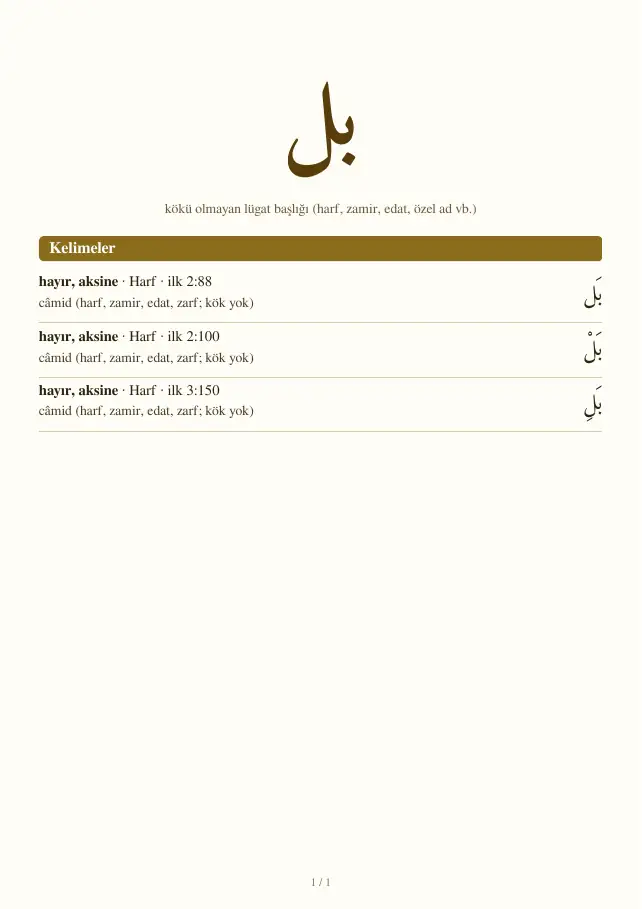 بل
kökü olmayan lügat başlığı (harf, zamir, edat, özel ad vb.)
Kelimeler
hayır, aksine · Harf · ilk 2:88
بَل
câmid (harf, zamir, edat, zarf; kök yok)
hayır, aksine · Harf · ilk 2:100
بَلْ
câmid (harf, zamir, edat, zarf; kök yok)
hayır, aksine · Harf · ilk 3:150
بَلِ
câmid (harf, zamir, edat, zarf; kök yok)
1 / 1